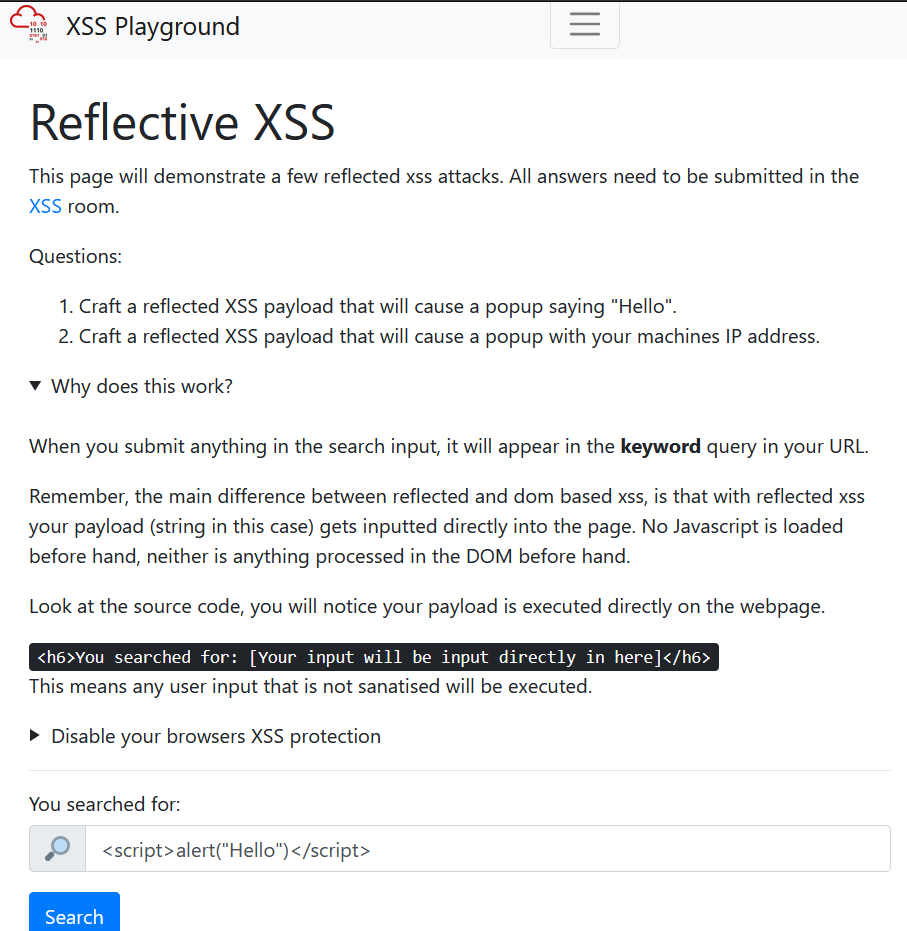 XSS Playground
Reflective XSS
This page will demonstrate a few reflected xss attacks. All answers need to be submitted in the
XSS room.
Questions:
1. Craft a reflected XSS payload that will cause a popup saying "Hello".
2. Craft a reflected XSS payload that will cause a popup with your machines IP address.
▼ Why does this work?
When you submit anything in the search input, it will appear in the keyword query in your URL.
Remember, the main difference between reflected and dom based xss, is that with reflected xss
your payload (string in this case) gets inputted directly into the page. No Javascript is loaded
before hand, neither is anything processed in the DOM before hand.
Look at the source code, you will notice your payload is executed directly on the webpage.
<h6>You searched for: [Your input will be input directly in here]</h6>
This means any user input that is not sanatised will be executed.
▶ Disable your browsers XSS protection
You searched for:
<script>alert("Hello")</script>
Search